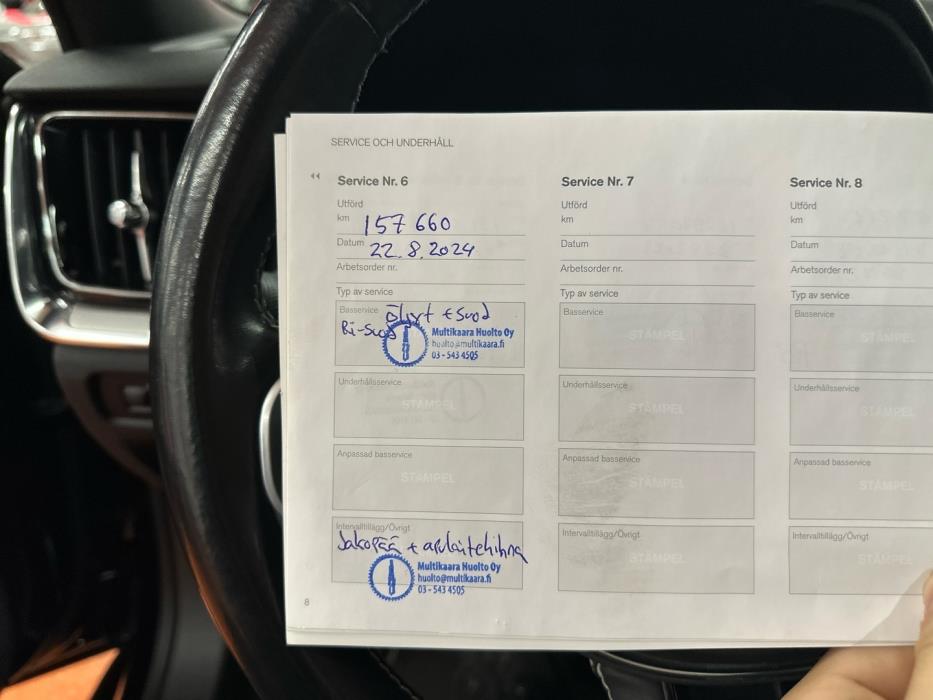 SERVICE OCH UNDERHÅLL
Service Nr. 6
Utförd
km 157 660
Datum 22.8.2024
Arbetsorder nr.
Typ av service
Basservice Öljyt + Suod
Ri-Suod
Multikaara Huolto Oy
huolto@multikaara.fi
03 - 543 4505
Underhållsservice
STÄMPEL
Anpassad basservice
STÄMPEL
Intervalltillägg/Övrigt
Jakopää + apulaitehihna
Multikaara Huolto Oy
huolto@multikaara.fi
03 - 543 4505
8
Service Nr. 7
Utförd
km
Datum
Arbetsorder nr.
Typ av service
Basservice
STÄMPEL
Underhållsservice
STÄMPEL
Anpassad basservice
STÄMPEL
Intervalltillägg/Övrigt
STÄMPEL
Service Nr. 8
Utförd
km
Datum
Arbetsorder nr.
Typ av service
Basservice
STÄMPEL
Underhållsservice
STÄMPEL
Anpassad basservice
STÄMPEL
Intervalltillägg/Övrigt
STÄMPEL